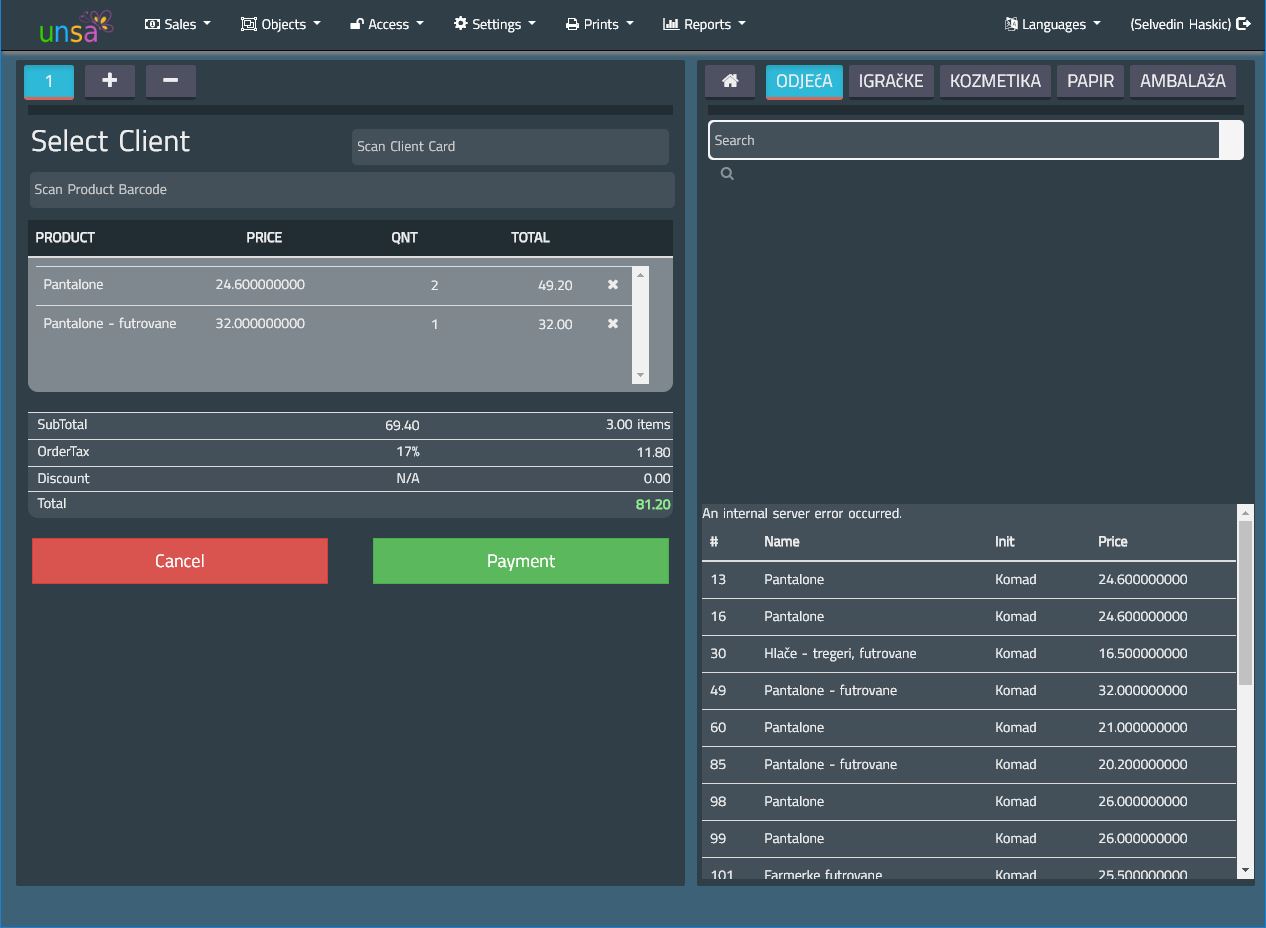 unsa Sales Objects Access Settings Prints Reports Languages (Selvedin Haskic)
1 + −
Select Client
Scan Client Card
Scan Product Barcode
PRODUCT PRICE QNT TOTAL
Pantalone 24.600000000 2 49.20 ✖
Pantalone - futrovane 32.000000000 1 32.00 ✖
SubTotal 69.40 3.00 items
OrderTax 17% 11.80
Discount N/A 0.00
Total 81.20
Cancel Payment
ODJEćA IGRAčKE KOZMETIKA PAPIR AMBALAžA
Search
An internal server error occurred.
# Name Init Price
13 Pantalone Komad 24.600000000
16 Pantalone Komad 24.600000000
30 Hlače - tregeri, futrovane Komad 16.500000000
49 Pantalone - futrovane Komad 32.000000000
60 Pantalone Komad 21.000000000
85 Pantalone - futrovane Komad 20.200000000
98 Pantalone Komad 26.000000000
99 Pantalone Komad 26.000000000
101 Farmerke futrovane Komad 25.500000000